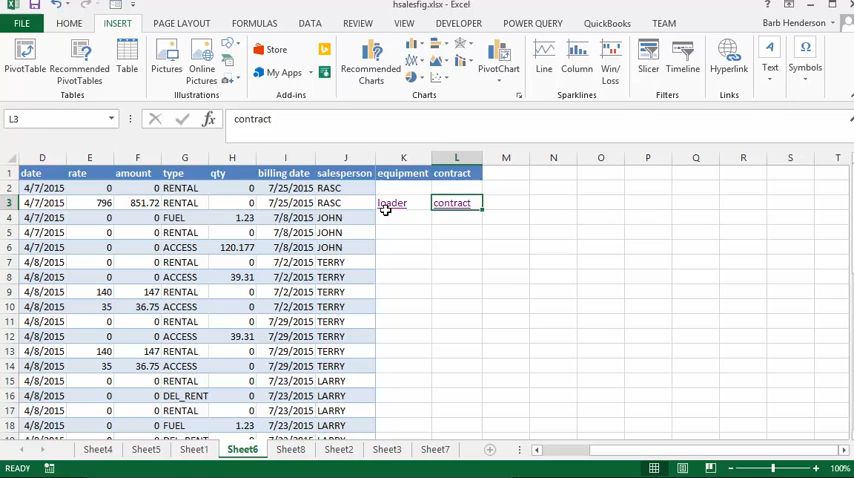 hsalesfig.xlsx - Excel
FILE HOME INSERT PAGE LAYOUT FORMULAS DATA REVIEW VIEW DEVELOPER POWER QUERY QuickBooks TEAM Barb Henderson
PivotTable Recommended PivotTables Table Pictures Online Pictures Store My Apps Recommended Charts PivotChart Line Column Win/Loss Slicer Timeline Hyperlink Text Symbols
Tables Illustrations Add-ins Charts Sparklines Filters Links
L3 fx contract
D E F G H I J K L M N O P Q R S T
1 date rate amount type qty billing date salesperson equipment contract
2 4/7/2015 0 0 RENTAL 0 7/25/2015 RASC
3 4/7/2015 796 851.72 RENTAL 0 7/25/2015 RASC loader contract
4 4/7/2015 0 0 FUEL 1.23 7/8/2015 JOHN
5 4/7/2015 0 0 RENTAL 0 7/8/2015 JOHN
6 4/7/2015 0 0 ACCESS 120.177 7/8/2015 JOHN
7 4/8/2015 0 0 RENTAL 0 7/2/2015 TERRY
8 4/8/2015 0 0 ACCESS 39.31 7/2/2015 TERRY
9 4/8/2015 140 147 RENTAL 0 7/2/2015 TERRY
10 4/8/2015 35 36.75 ACCESS 0 7/2/2015 TERRY
11 4/8/2015 0 0 RENTAL 0 7/29/2015 TERRY
12 4/8/2015 0 0 ACCESS 39.31 7/29/2015 TERRY
13 4/8/2015 140 147 RENTAL 0 7/29/2015 TERRY
14 4/8/2015 35 36.75 ACCESS 0 7/29/2015 TERRY
15 4/8/2015 0 0 RENTAL 0 7/23/2015 LARRY
16 4/8/2015 0 0 DEL_RENT 0 7/23/2015 LARRY
17 4/8/2015 0 0 RENTAL 0 7/23/2015 LARRY
18 4/8/2015 0 0 FUEL 1.23 7/23/2015 LARRY
Sheet4 Sheet5 Sheet1 Sheet6 Sheet8 Sheet2 Sheet3 Sheet7
READY 100%